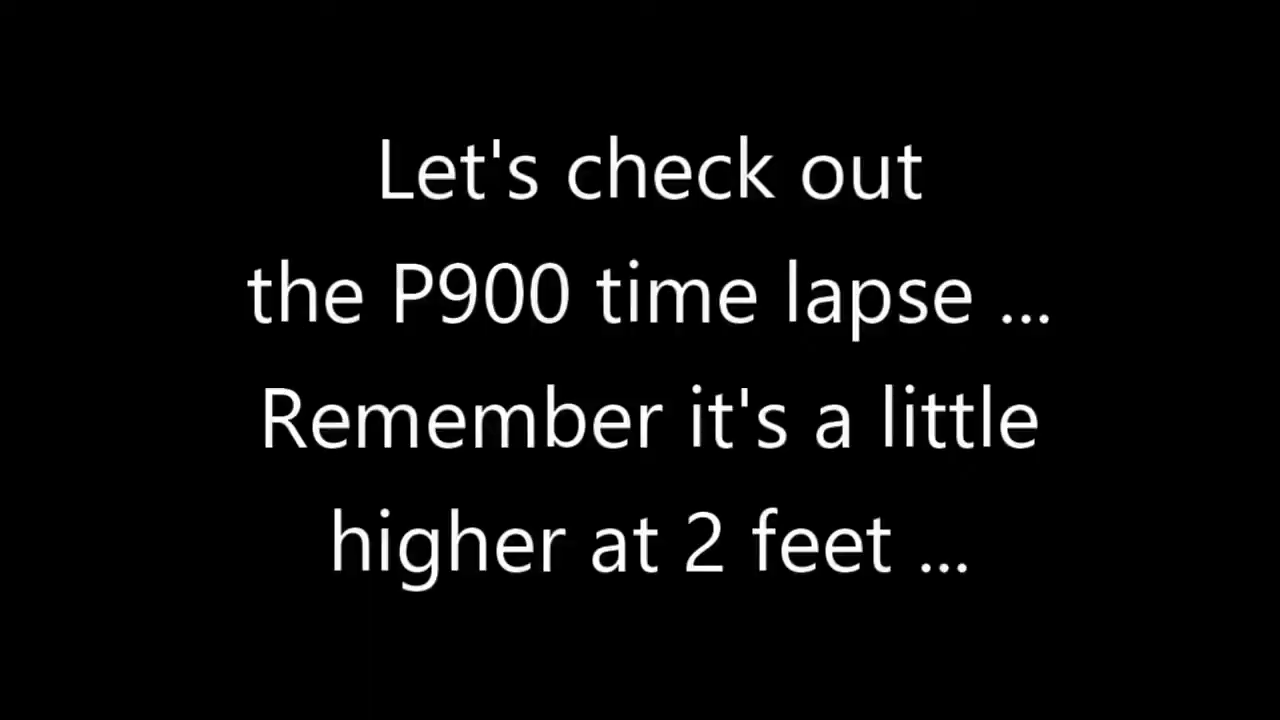 Let's check out
the P900 time lapse ...
Remember it's a little
higher at 2 feet ...